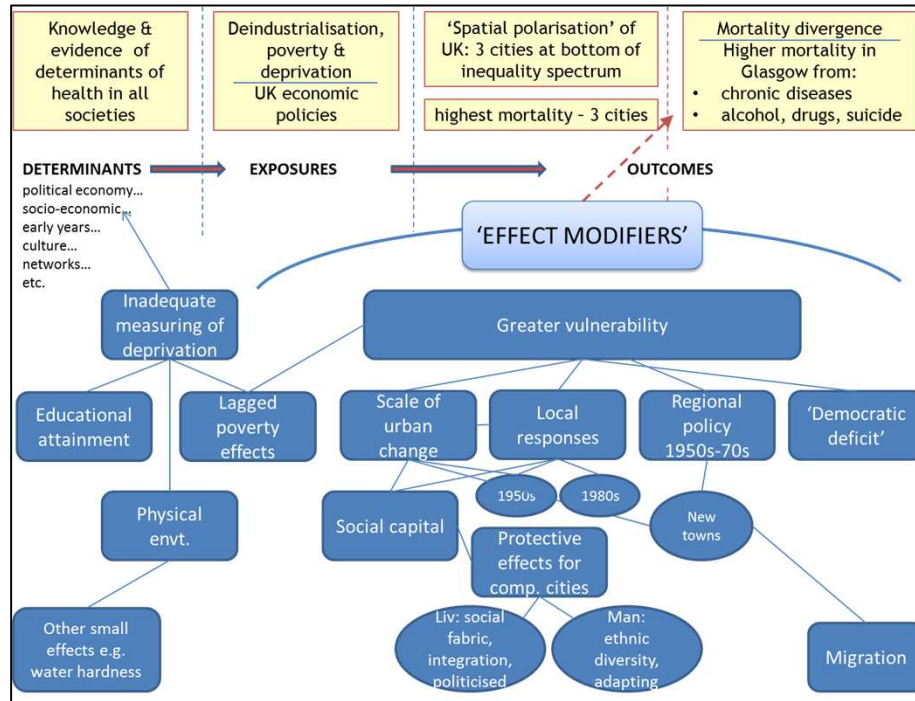 Knowledge &
evidence of
determinants of
health in all
societies
Deindustrialisation,
poverty &
deprivation
UK economic
policies
‘Spatial polarisation’ of
UK: 3 cities at bottom of
inequality spectrum
highest mortality – 3 cities
Mortality divergence
Higher mortality in
Glasgow from:
• chronic diseases
• alcohol, drugs, suicide
DETERMINANTS
political economy...
socio-economic...
early years...
culture...
networks...
etc.
EXPOSURES
OUTCOMES
‘EFFECT MODIFIERS’
Inadequate
measuring of
deprivation
Greater vulnerability
Educational
attainment
Lagged
poverty
effects
Scale of
urban
change
Local
responses
Regional
policy
1950s-70s
‘Democratic
deficit’
1950s
1980s
Physical
envt.
Social capital
New
towns
Protective
effects for
comp. cities
Other small
effects e.g.
water hardness
Liv: social
fabric,
integration,
politicised
Man:
ethnic
diversity,
adapting
Migration